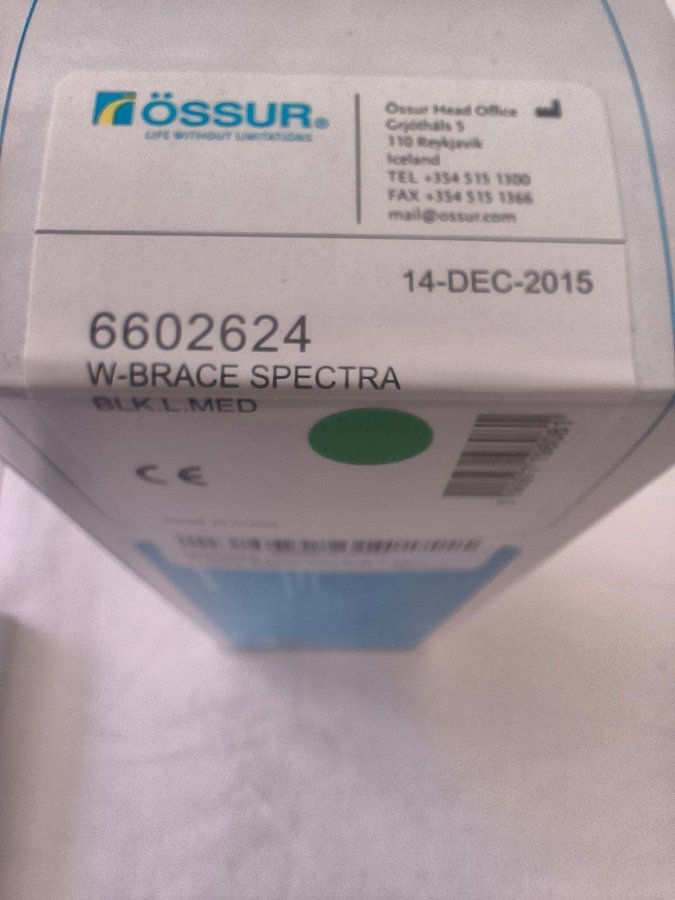 ÖSSUR®
LIFE WITHOUT LIMITATIONS
Össur Head Office
Grjótháls 5
110 Reykjavik
Iceland
TEL +354 515 1300
FAX +354 515 1366
mail@ossur.com
14-DEC-2015
6602624
W-BRACE SPECTRA
BLK.L.MED
CE